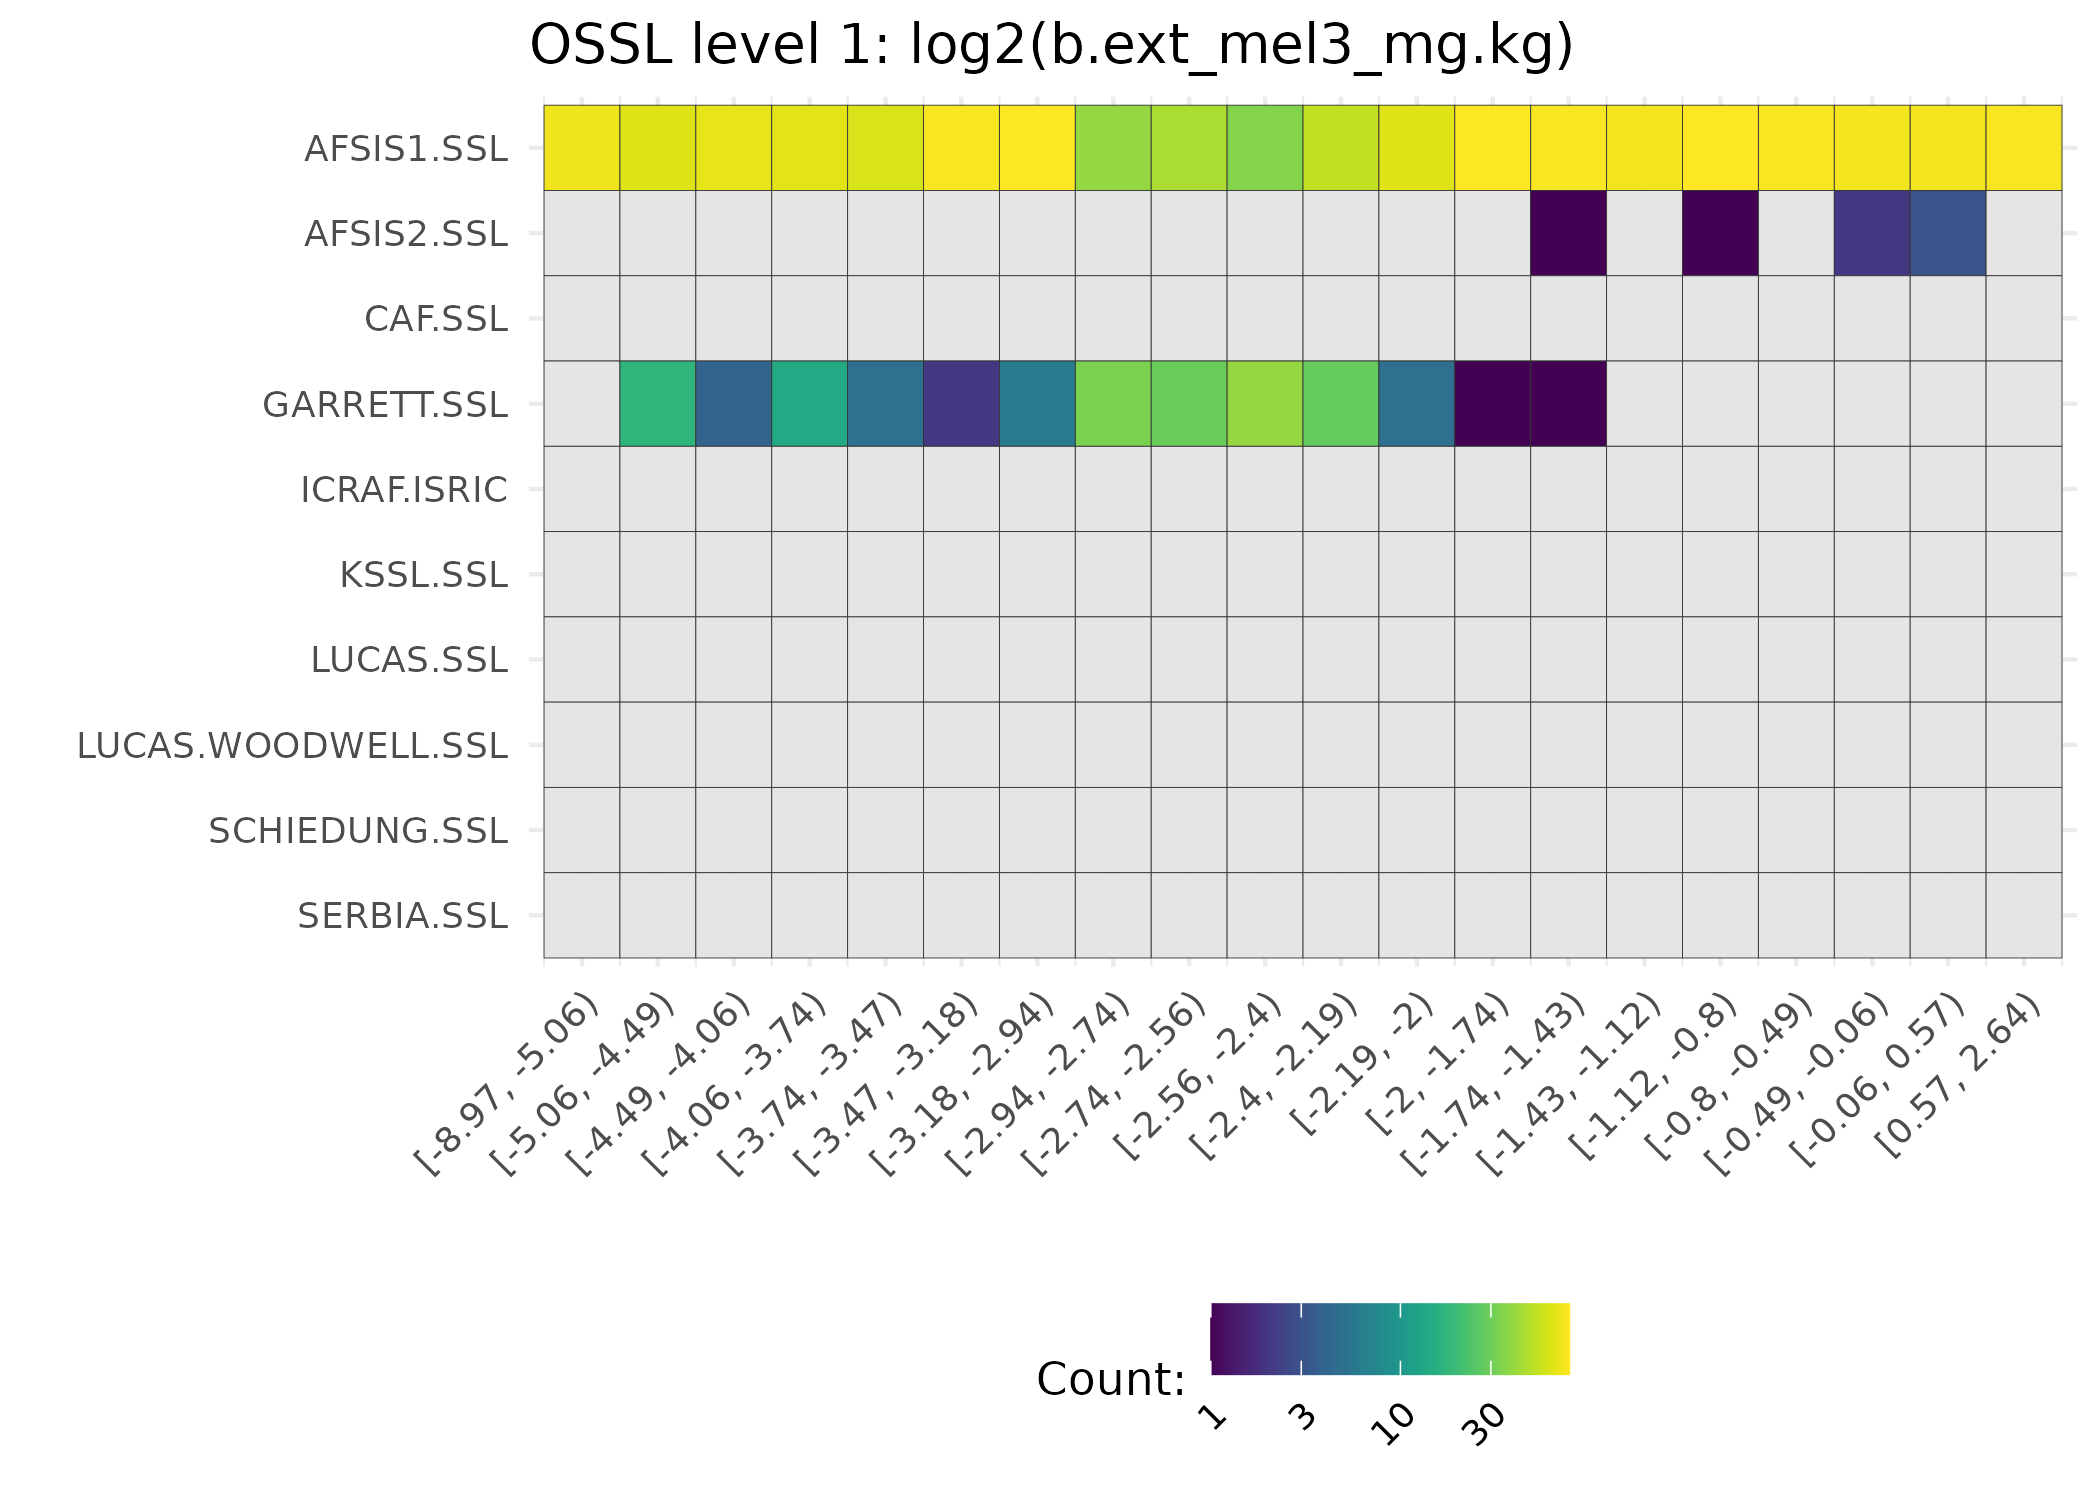 OSSL level 1: log2(b.ext_mel3_mg.kg)
AFSIS1.SSL
AFSIS2.SSL
CAF.SSL
GARRETT.SSL
ICRAF.ISRIC
KSSL.SSL
LUCAS.SSL
LUCAS.WOODWELL.SSL
SCHIEDUNG.SSL
SERBIA.SSL
[-8.97, -5.06)
[-5.06, -4.49)
[-4.49, -4.06)
[-4.06, -3.74)
[-3.74, -3.47)
[-3.47, -3.18)
[-3.18, -2.94)
[-2.94, -2.74)
[-2.74, -2.56)
[-2.56, -2.4)
[-2.4, -2.19)
[-2.19, -2)
[-2, -1.74)
[-1.74, -1.43)
[-1.43, -1.12)
[-1.12, -0.8)
[-0.8, -0.49)
[-0.49, -0.06)
[-0.06, 0.57)
[0.57, 2.64)
Count:
1
3
10
30